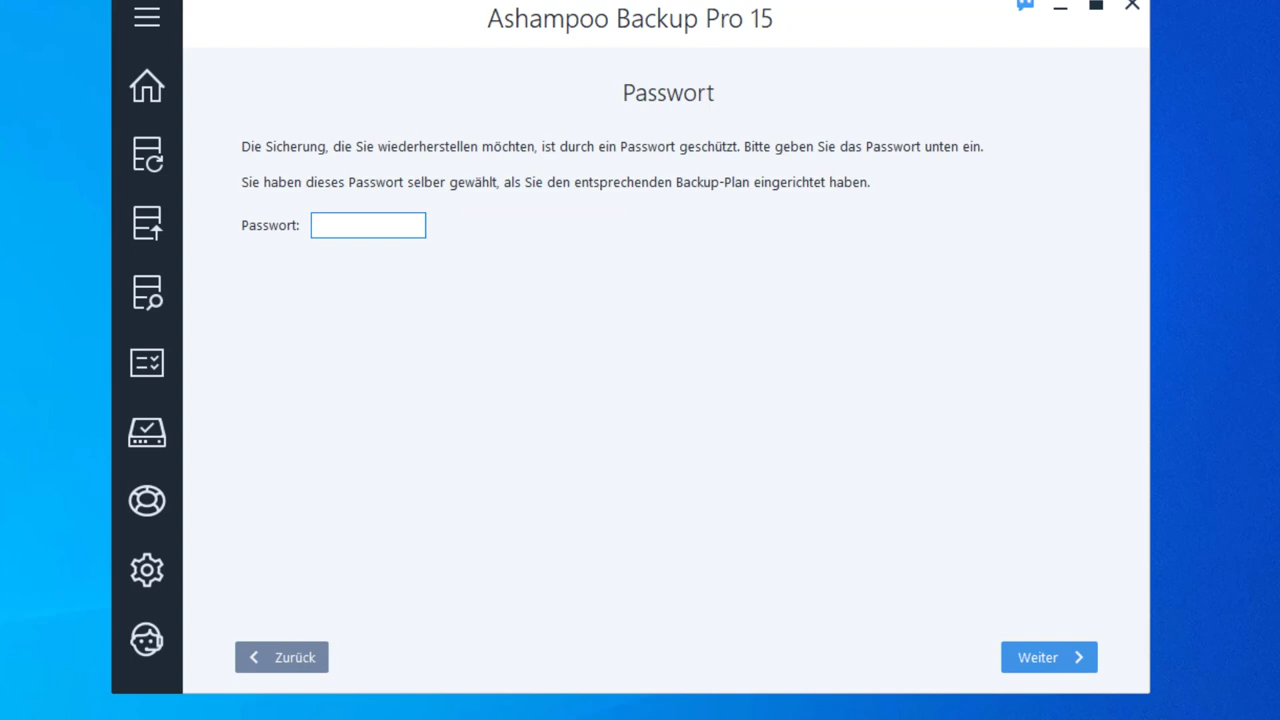 Ashampoo Backup Pro 15
Passwort
Die Sicherung, die Sie wiederherstellen möchten, ist durch ein Passwort geschützt. Bitte geben Sie das Passwort unten ein.
Sie haben dieses Passwort selber gewählt, als Sie den entsprechenden Backup-Plan eingerichtet haben.
Passwort:
Zurück
Weiter